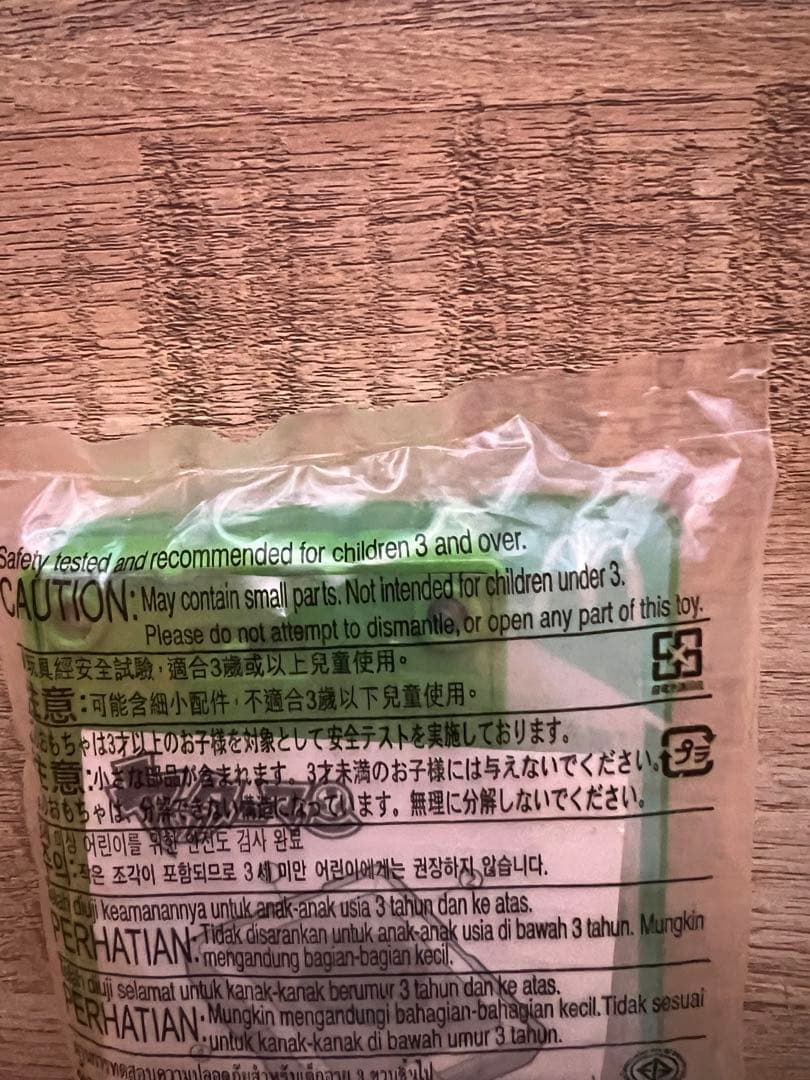 Safety tested and recommended for children 3 and over.
CAUTION: May contain small parts. Not intended for children under 3.
Please do not attempt to dismantle, or open any part of this toy.
玩具經安全試驗，適合3歲或以上兒童使用。
注意：可能含細小配件，不適合3歲以下兒童使用。
おもちゃは3才以上のお子様を対象として安全テストを実施しております。
注意：小さな部品が含まれます。3才未満のお子様には与えないでください。
おもちゃは、分解できない構造になっています。無理に分解しないでください。
プラ
이상 어린이를 위한 안전도 검사 완료
주의: 작은 조각이 포함되므로 3세 미만 어린이에게는 권장하지 않습니다.
diuji keamanannya untuk anak-anak usia 3 tahun dan ke atas.
PERHATIAN: Tidak disarankan untuk anak-anak usia di bawah 3 tahun. Mungkin
mengandung bagian-bagian kecil.
diuji selamat untuk kanak-kanak berumur 3 tahun dan ke atas.
PERHATIAN: Mungkin mengandungi bahagian-bahagian kecil. Tidak sesuai
untuk kanak-kanak di bawah umur 3 tahun.